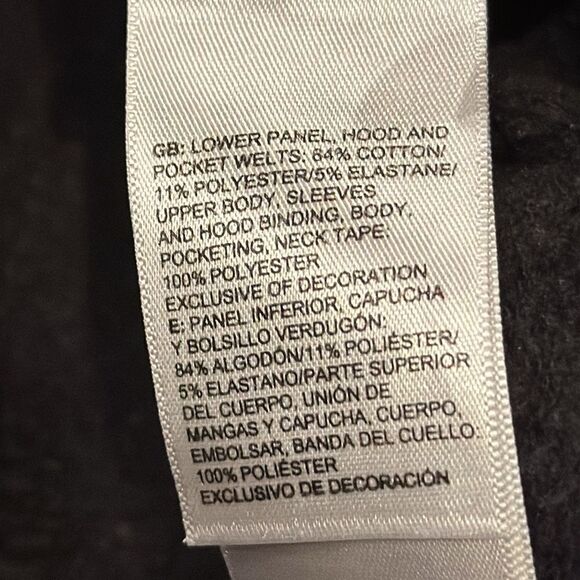 GB: LOWER PANEL, HOOD AND
POCKET WELTS: 84% COTTON/
11% POLYESTER/5% ELASTANE/
UPPER BODY, SLEEVES
AND HOOD BINDING, BODY,
POCKETING, NECK TAPE:
100% POLYESTER
EXCLUSIVE OF DECORATION
E: PANEL INFERIOR, CAPUCHA
Y BOLSILLO VERDUGÓN:
84% ALGODÓN/11% POLIÉSTER/
5% ELASTANO/PARTE SUPERIOR
DEL CUERPO, UNIÓN DE
MANGAS Y CAPUCHA, CUERPO,
EMBOLSAR, BANDA DEL CUELLO:
100% POLIÉSTER
EXCLUSIVO DE DECORACIÓN